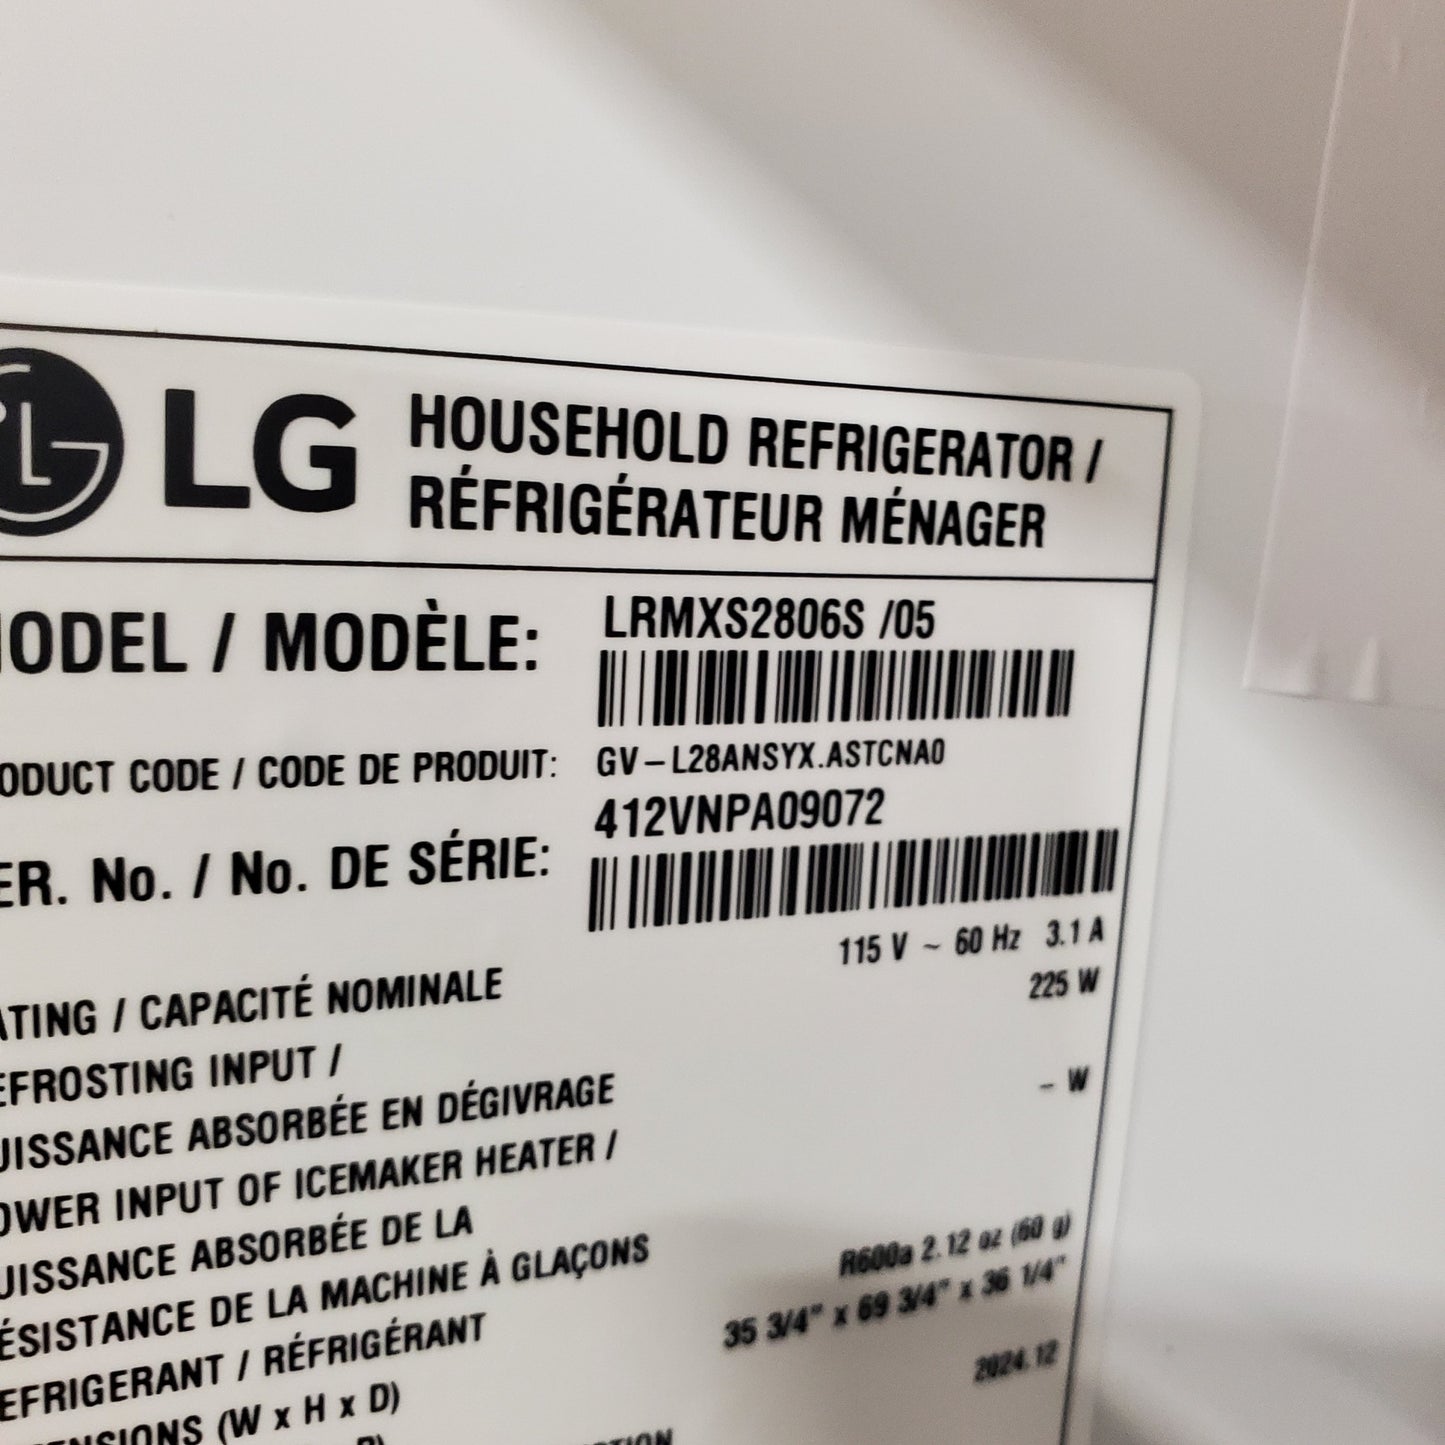 LG HOUSEHOLD REFRIGERATOR /
RÉFRIGÉRATEUR MÉNAGER
MODEL / MODÈLE: LRMXS2806S /05
ODUCT CODE / CODE DE PRODUIT: GV-L28ANSYX.ASTCNA0
ER. No. / No. DE SÉRIE: 412VNPA09072
ATING / CAPACITÉ NOMINALE 115 V ~ 60 Hz 3.1 A
EFROSTING INPUT / 225 W
UISSANCE ABSORBÉE EN DÉGIVRAGE
OWER INPUT OF ICEMAKER HEATER / - W
UISSANCE ABSORBÉE DE LA
ÉSISTANCE DE LA MACHINE À GLAÇONS
EFRIGERANT / RÉFRIGÉRANT R600a 2.12 oz (60 g)
ENSIONS (W x H x D) 35 3/4" x 69 3/4" x 36 1/4"
2024.12